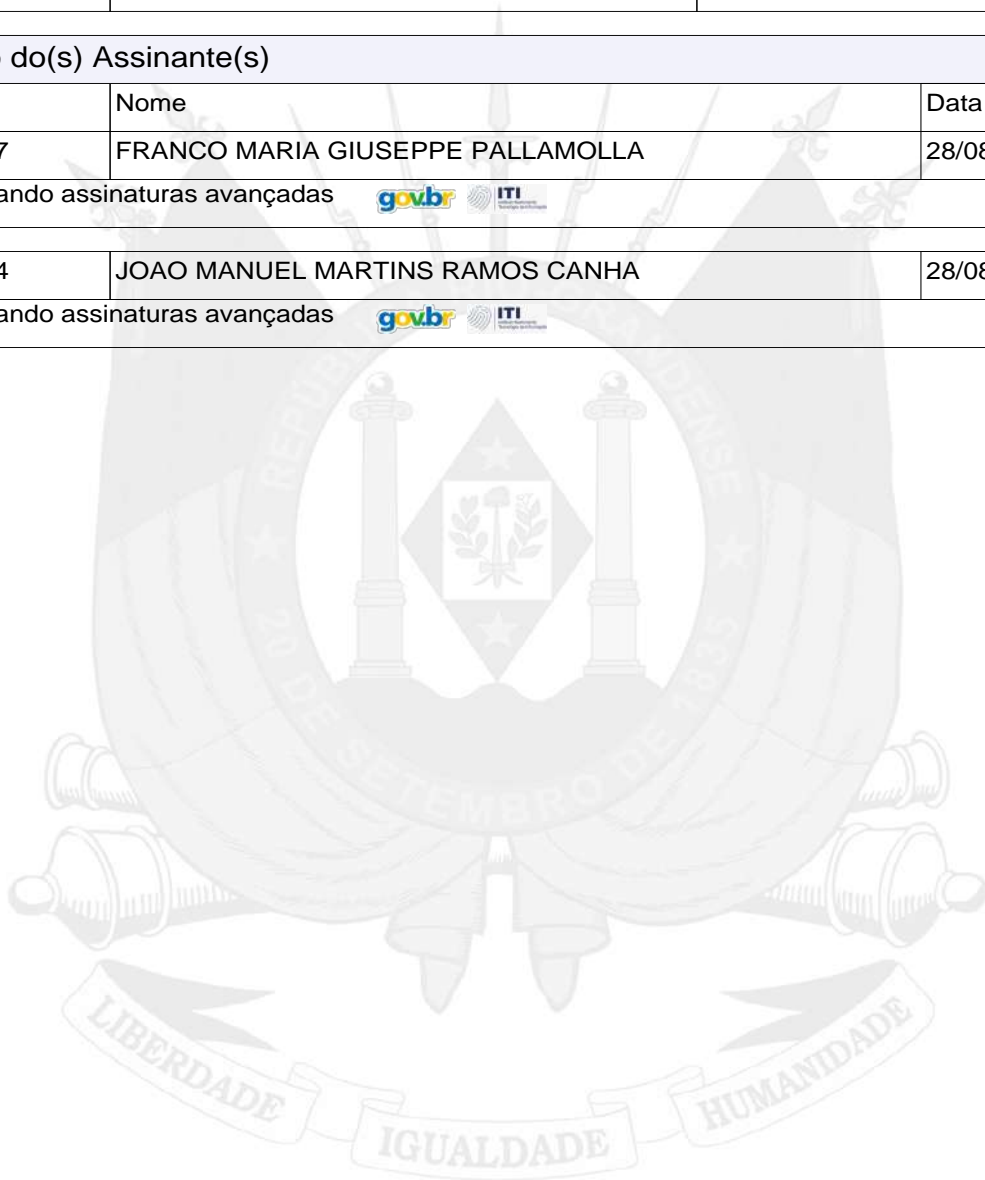 do(s) Assinante(s)
Nome Data
7 FRANCO MARIA GIUSEPPE PALLAMOLLA 28/08
ando assinaturas avançadas gov.br ITI
4 JOAO MANUEL MARTINS RAMOS CANHA 28/08
ando assinaturas avançadas gov.br ITI
REPÚBLICA RIO-GRANDENSE
20 DE SETEMBRO DE 1835
LIBERDADE IGUALDADE HUMANIDADE